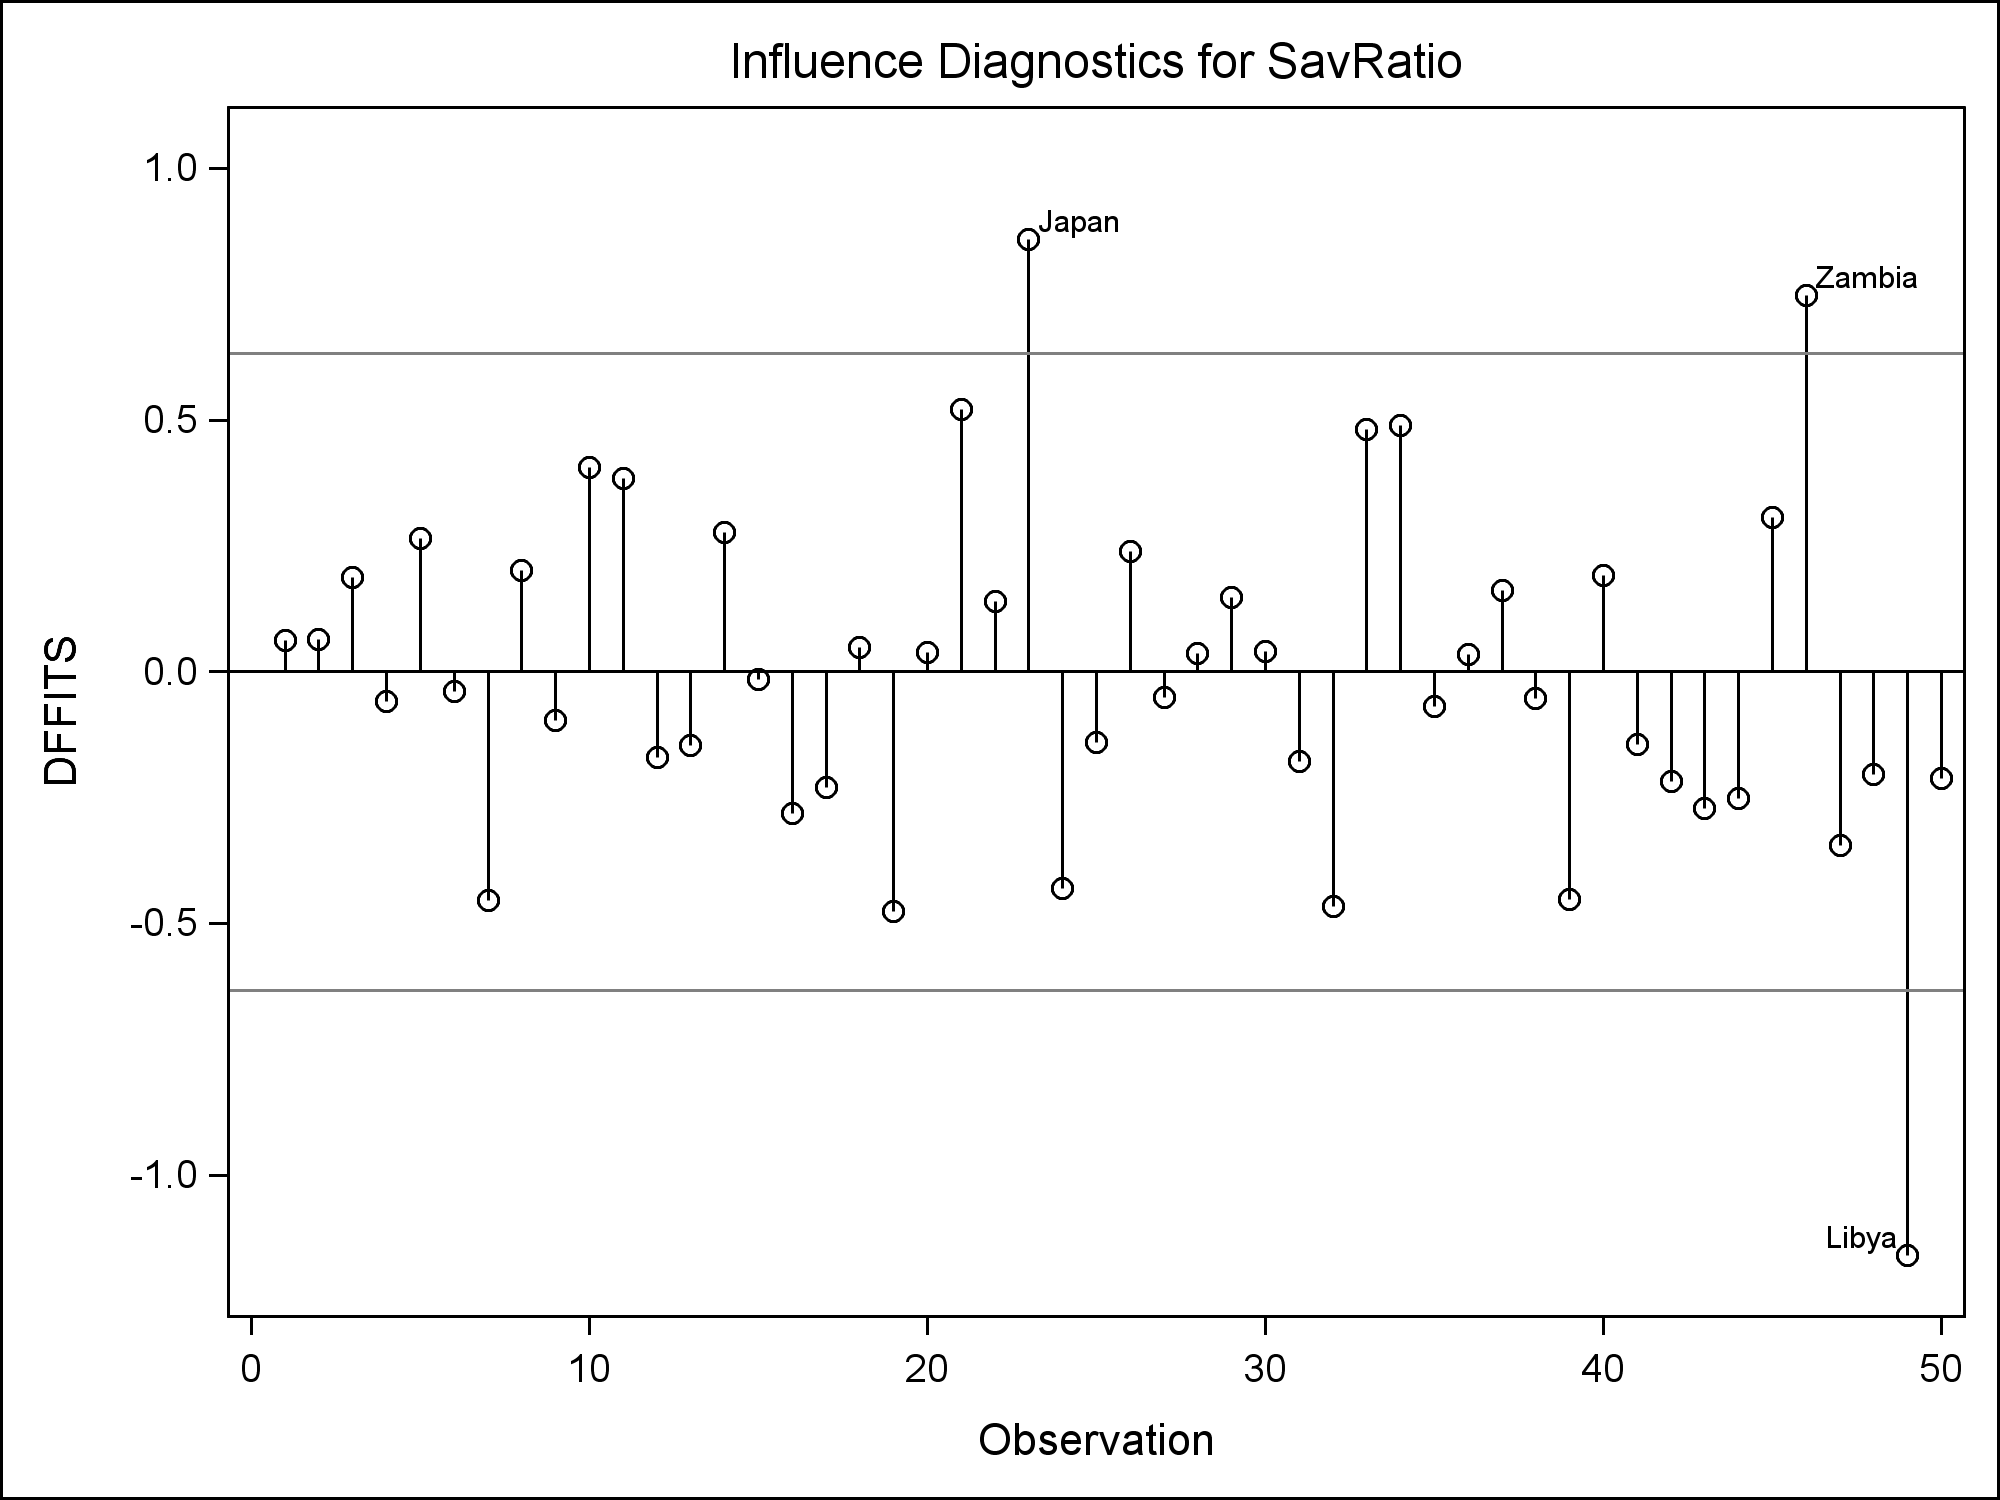 Influence Diagnostics for SavRatio
1.0
0.5
0.0
-0.5
-1.0
DFFITS
Japan
Zambia
Libya
0 10 20 30 40 50
Observation